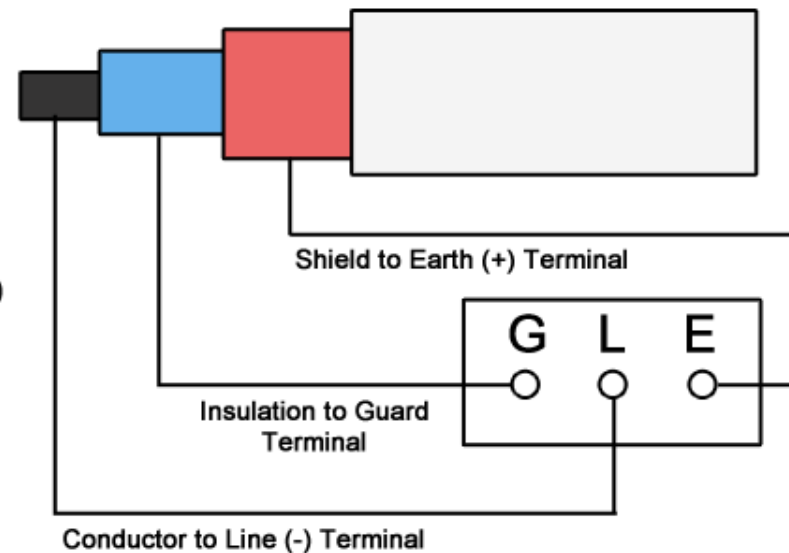 Shield to Earth (+) Terminal
)
G L E
Insulation to Guard
Terminal
Conductor to Line (-) Terminal